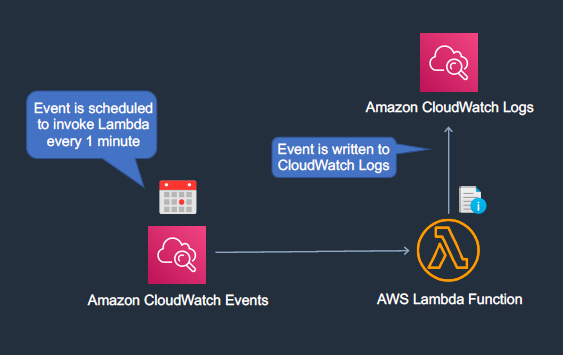 Amazon CloudWatch Logs
Event is scheduled
to invoke Lambda
every 1 minute
Event is written to
CloudWatch Logs
Amazon CloudWatch Events
AWS Lambda Function